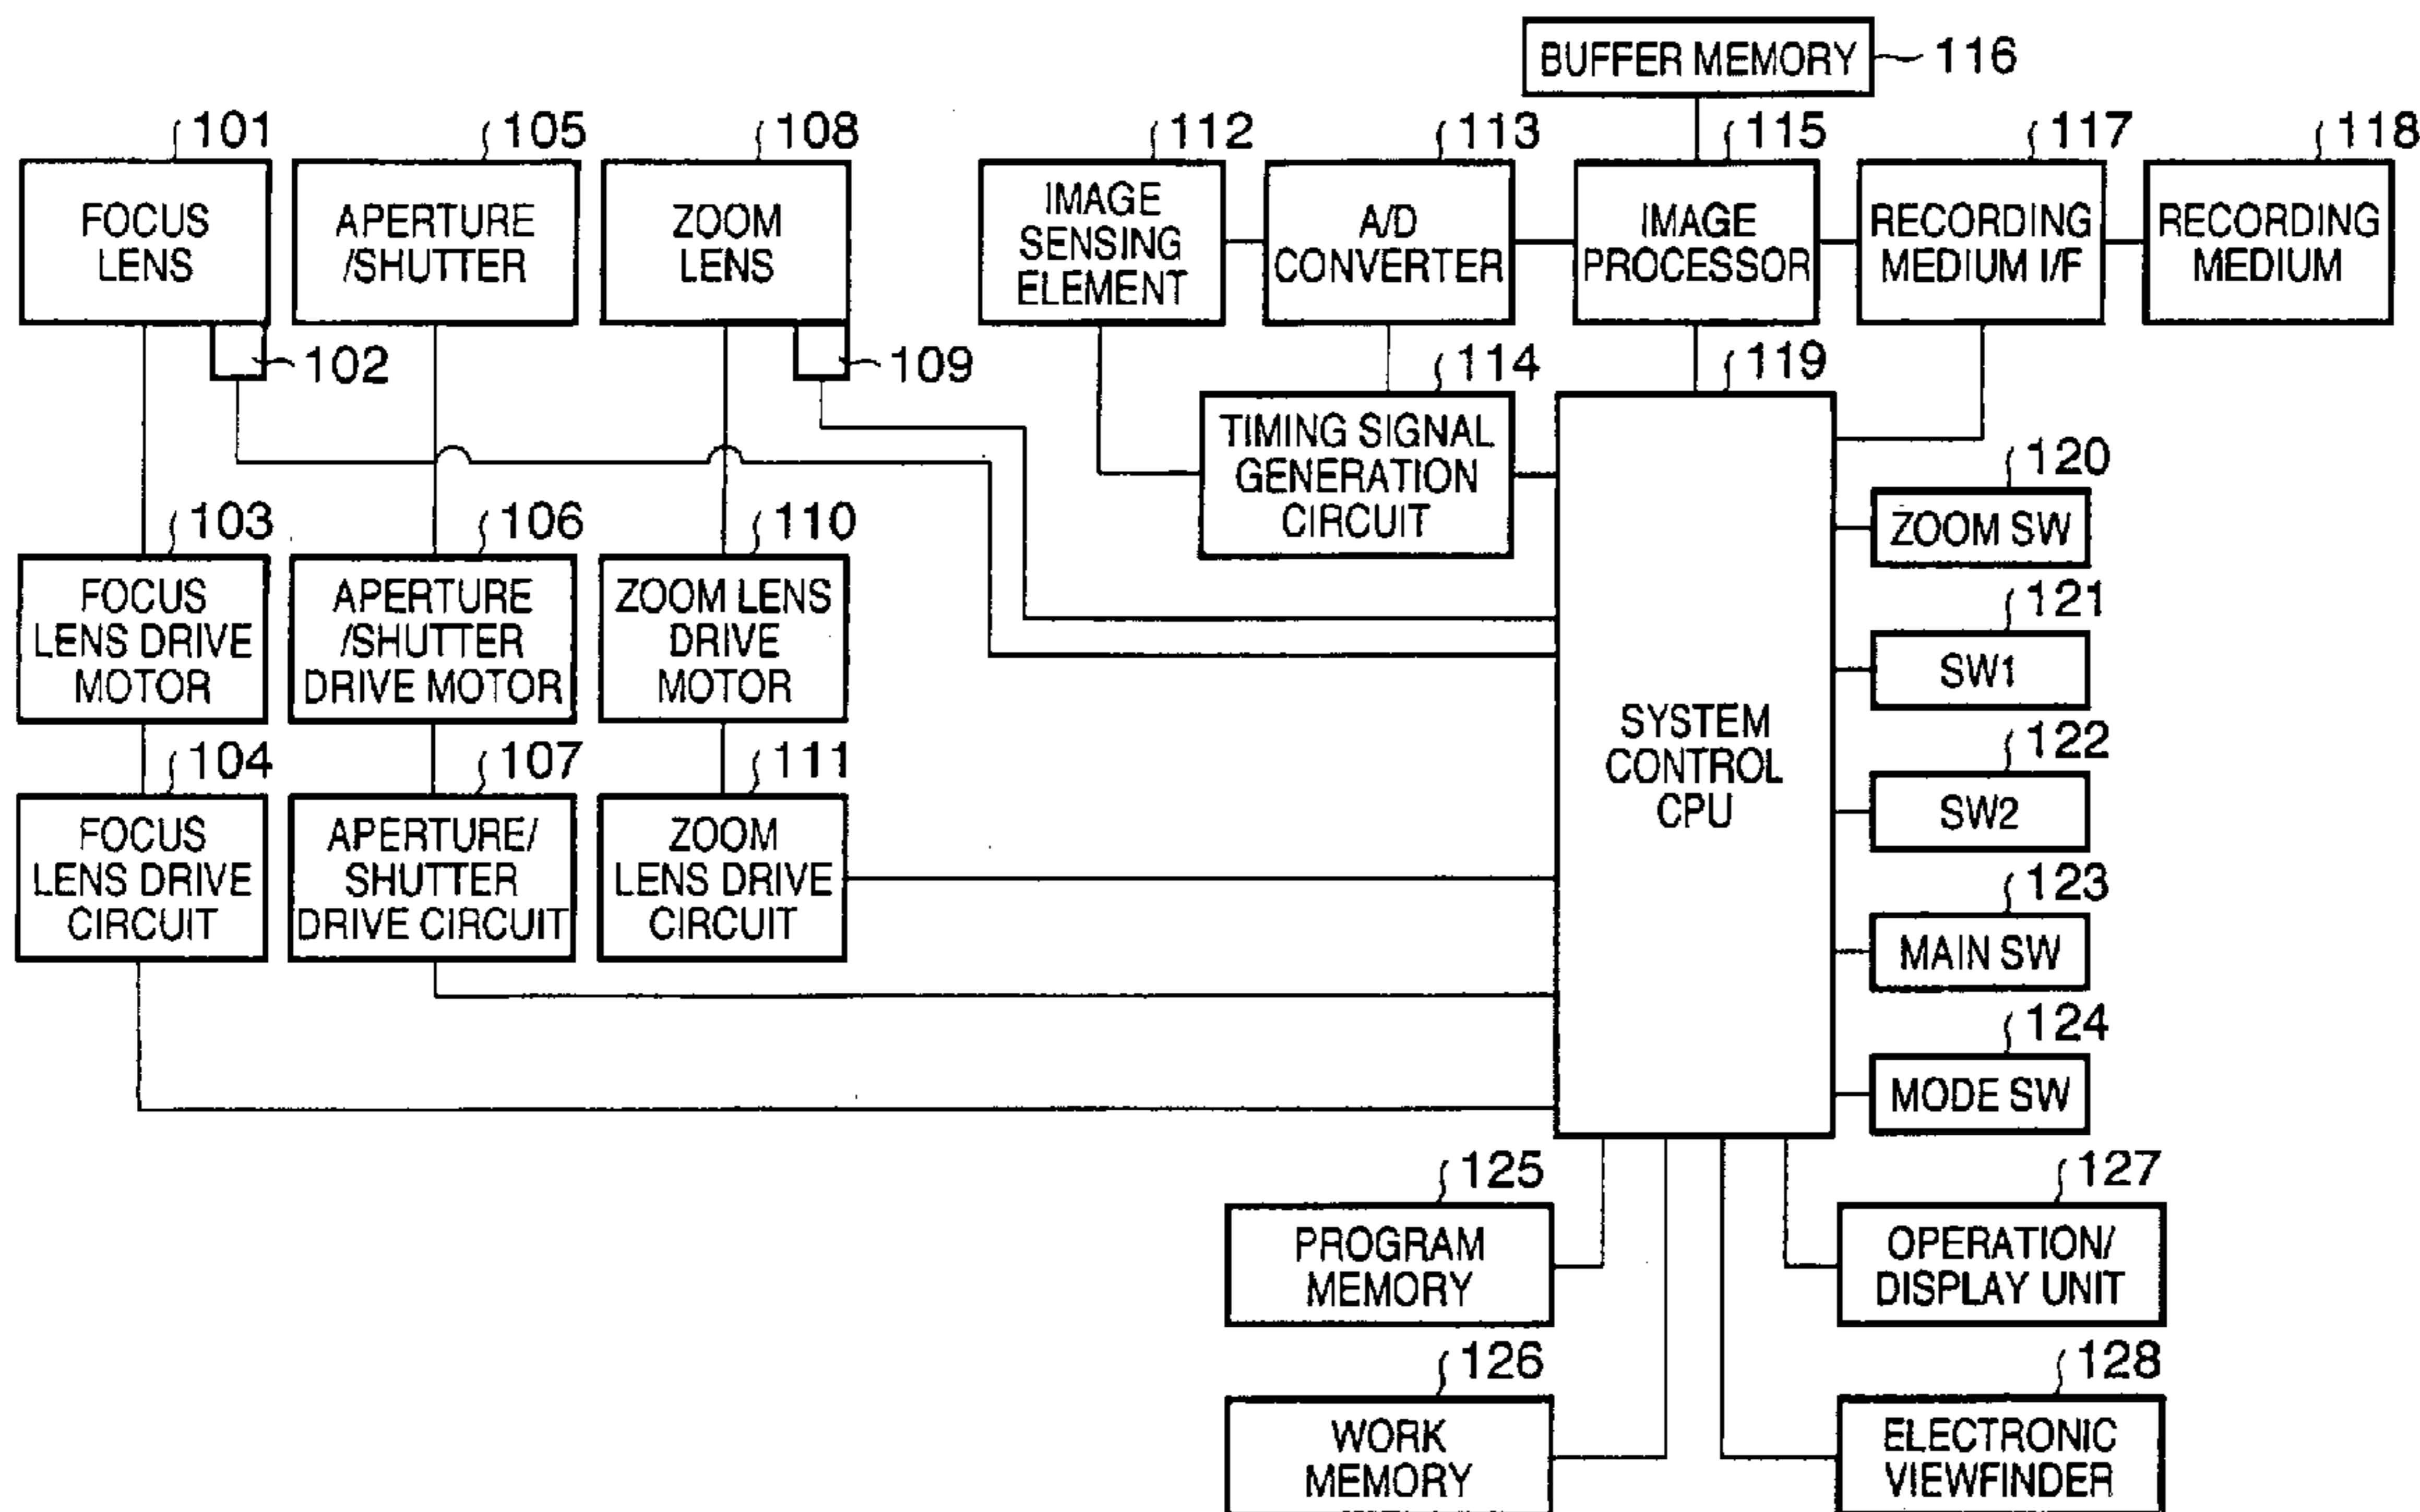 BUFFER MEMORY
116
101
105
108
112
113
115
117
118
FOCUS
LENS
APERTURE
/SHUTTER
ZOOM
LENS
IMAGE
SENSING
ELEMENT
A/D
CONVERTER
IMAGE
PROCESSOR
RECORDING
MEDIUM I/F
RECORDING
MEDIUM
102
109
114
119
TIMING SIGNAL
GENERATION
CIRCUIT
103
106
110
FOCUS
LENS DRIVE
MOTOR
APERTURE
/SHUTTER
DRIVE MOTOR
ZOOM LENS
DRIVE
MOTOR
104
107
111
FOCUS
LENS DRIVE
CIRCUIT
APERTURE/
SHUTTER
DRIVE CIRCUIT
ZOOM
LENS DRIVE
CIRCUIT
SYSTEM
CONTROL
CPU
120
ZOOM SW
121
SW1
122
SW2
123
MAIN SW
124
MODE SW
125
PROGRAM
MEMORY
127
OPERATION/
DISPLAY UNIT
126
WORK
MEMORY
128
ELECTRONIC
VIEWFINDER